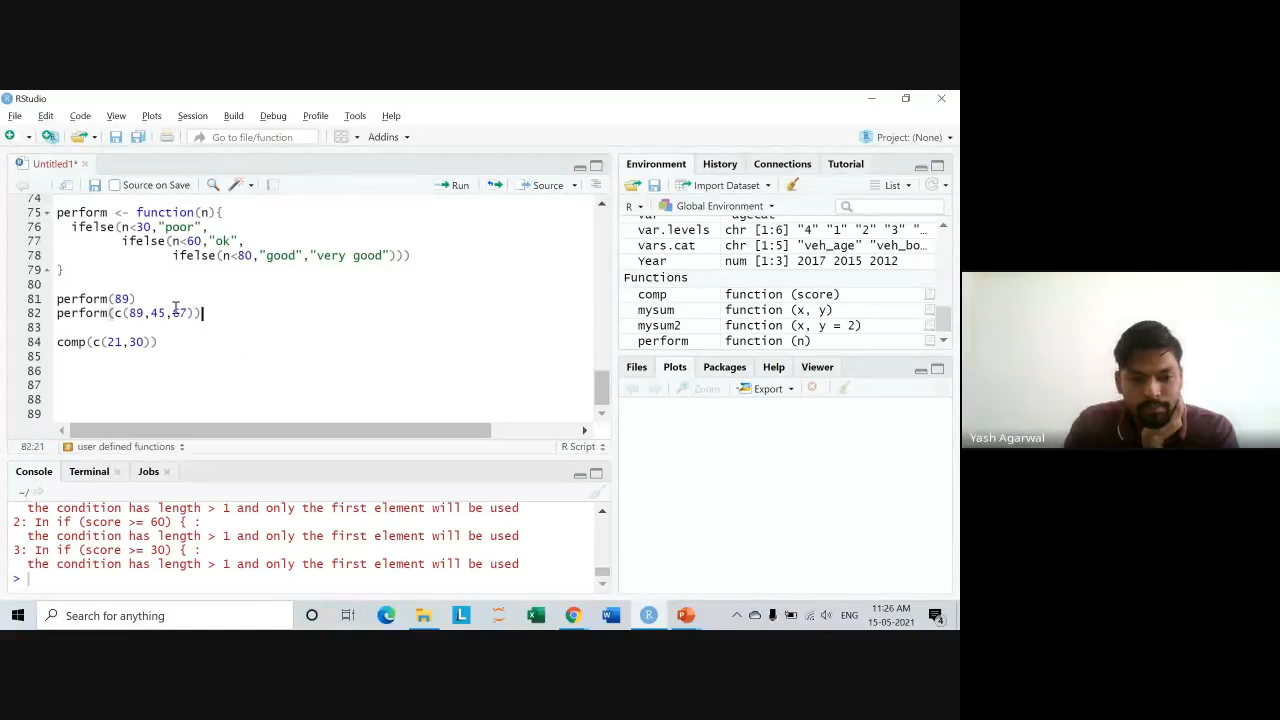 RStudio
File Edit Code View Plots Session Build Debug Profile Tools Help
Go to file/function Addins Project: (None)
Untitled1*
Source on Save Run Source
74
75 perform <- function(n){
76 ifelse(n<30,"poor",
77 ifelse(n<60,"ok",
78 ifelse(n<80,"good","very good")))
79 }
80
81 perform(89)
82 perform(c(89,45,67))
83
84 comp(c(21,30))
85
86
87
88
89
82:21 # user defined functions R Script
Console Terminal Jobs
~/
the condition has length > 1 and only the first element will be used
2: In if (score >= 60) { :
the condition has length > 1 and only the first element will be used
3: In if (score >= 30) { :
the condition has length > 1 and only the first element will be used
>
Environment History Connections Tutorial
Import Dataset List
R Global Environment
var agecat
var.levels chr [1:6] "4" "1" "2" "3" "…
vars.cat chr [1:5] "veh_age" "veh_bo…
Year num [1:3] 2017 2015 2012
Functions
comp function (score)
mysum function (x, y)
mysum2 function (x, y = 2)
perform function (n)
Files Plots Packages Help Viewer
Zoom Export
Yash Agarwal
Search for anything
ENG
11:26 AM
15-05-2021
4